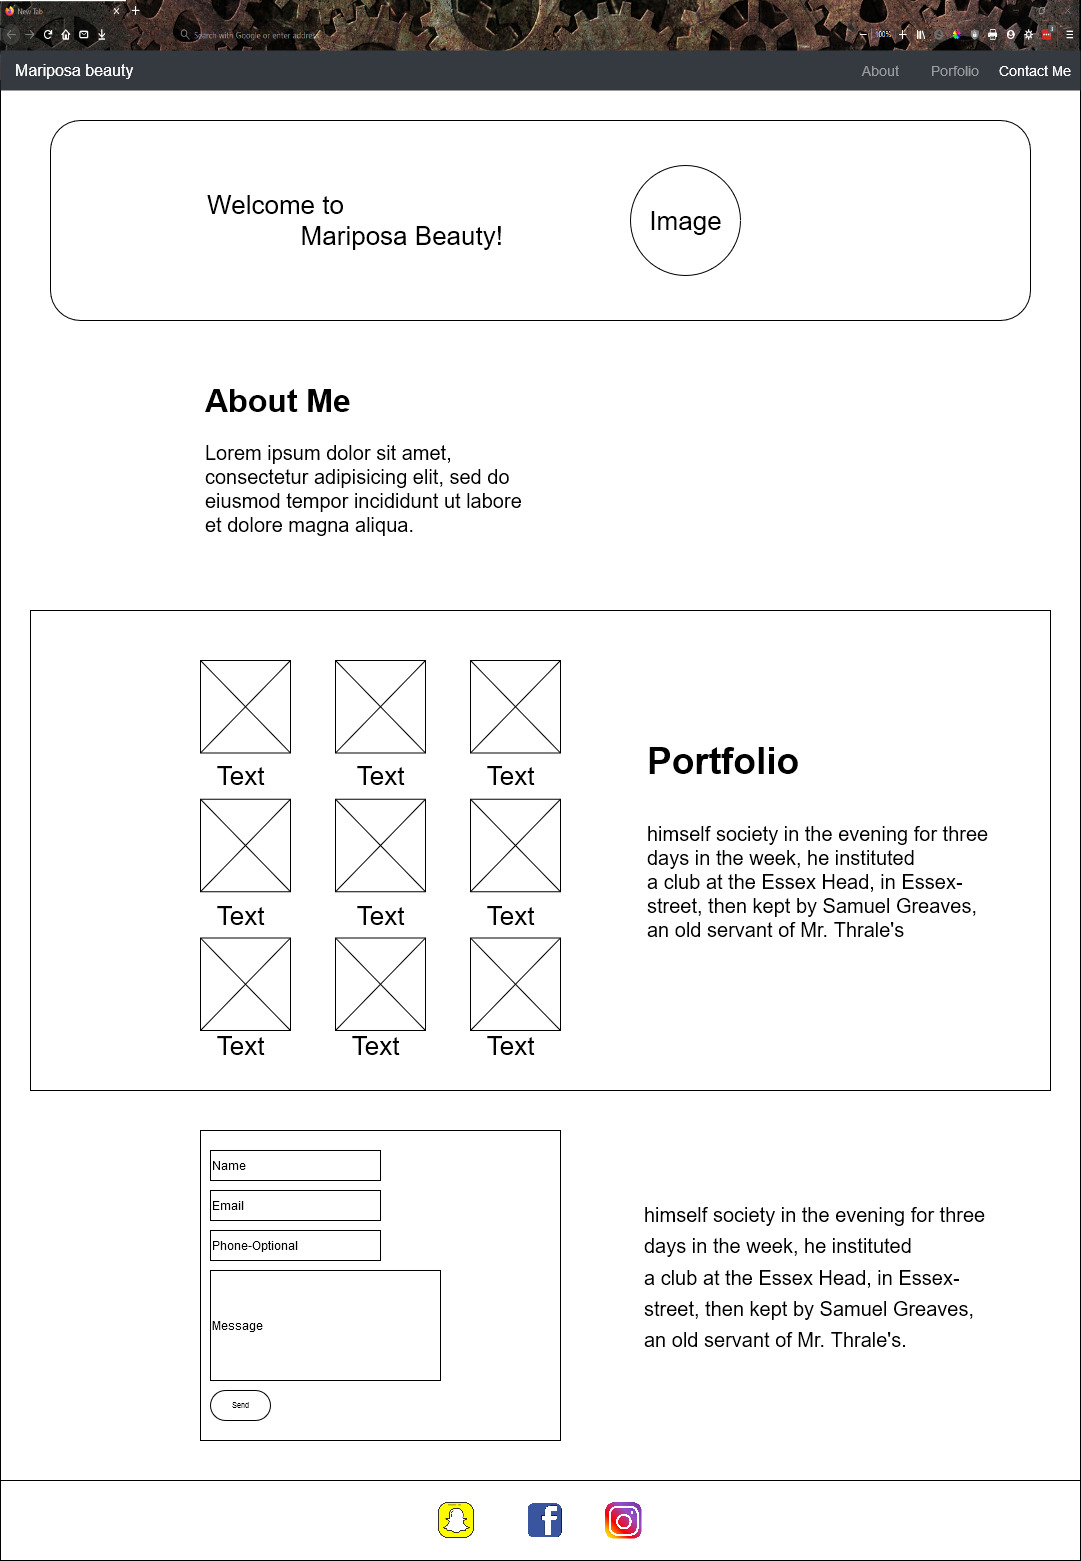 New Tab
Search with Google or enter address
100%
Mariposa beauty
About
Porfolio
Contact Me
Welcome to
Mariposa Beauty!
Image
About Me
Lorem ipsum dolor sit amet,
consectetur adipisicing elit, sed do
eiusmod tempor incididunt ut labore
et dolore magna aliqua.
Text Text Text
Text Text Text
Text Text Text
Portfolio
himself society in the evening for three
days in the week, he instituted
a club at the Essex Head, in Essex-
street, then kept by Samuel Greaves,
an old servant of Mr. Thrale's
Name
Email
Phone-Optional
Message
Send
himself society in the evening for three
days in the week, he instituted
a club at the Essex Head, in Essex-
street, then kept by Samuel Greaves,
an old servant of Mr. Thrale's.